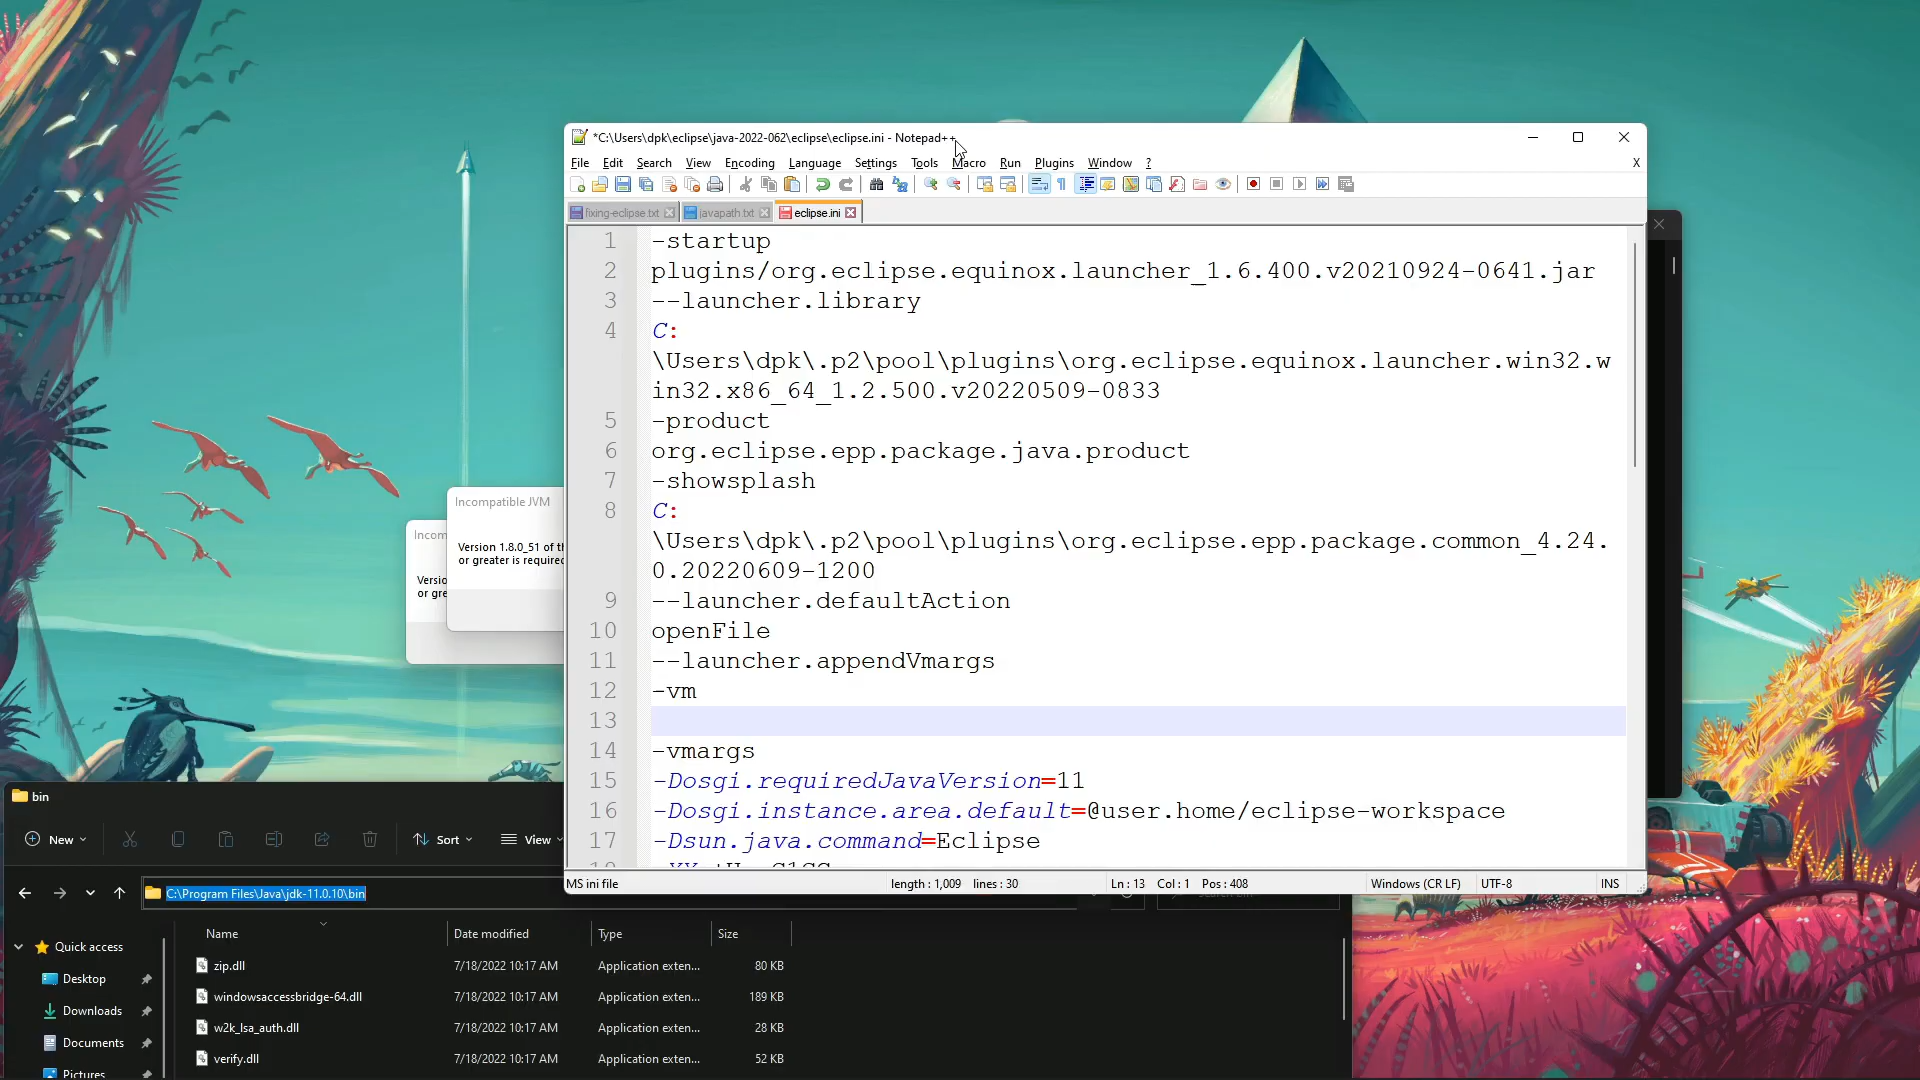 *C:\Users\dpk\eclipse\java-2022-062\eclipse\eclipse.ini - Notepad++
File Edit Search View Encoding Language Settings Tools Macro Run Plugins Window ? X
fixing-eclipse.txt javapath.txt eclipse.ini
1 -startup
2 plugins/org.eclipse.equinox.launcher_1.6.400.v20210924-0641.jar
3 --launcher.library
4 C:
\Users\dpk\.p2\pool\plugins\org.eclipse.equinox.launcher.win32.w
in32.x86_64_1.2.500.v20220509-0833
5 -product
6 org.eclipse.epp.package.java.product
7 -showsplash
8 C:
\Users\dpk\.p2\pool\plugins\org.eclipse.epp.package.common_4.24.
0.20220609-1200
9 --launcher.defaultAction
10 openFile
11 --launcher.appendVmargs
12 -vm
13
14 -vmargs
15 -Dosgi.requiredJavaVersion=11
16 -Dosgi.instance.area.default=@user.home/eclipse-workspace
17 -Dsun.java.command=Eclipse
MS ini file length : 1,009 lines : 30 Ln : 13 Col : 1 Pos : 408 Windows (CR LF) UTF-8 INS
Incompatible JVM
Version 1.8.0_51 of th
or greater is required
Incom
Versio
or gre
bin
New Sort View
C:\Program Files\Java\jdk-11.0.10\bin
Name Date modified Type Size
Quick access
Desktop
Downloads
Documents
Pictures
zip.dll 7/18/2022 10:17 AM Application exten... 80 KB
windowsaccessbridge-64.dll 7/18/2022 10:17 AM Application exten... 189 KB
w2k_lsa_auth.dll 7/18/2022 10:17 AM Application exten... 28 KB
verify.dll 7/18/2022 10:17 AM Application exten... 52 KB